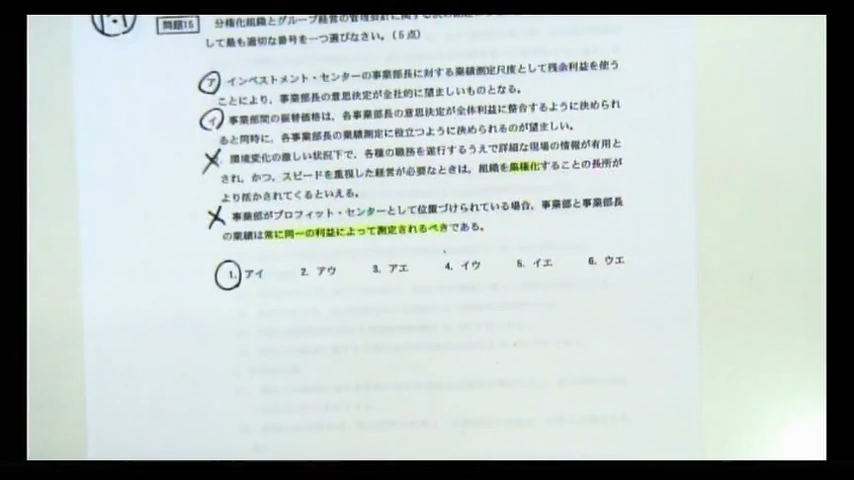 問題15 分権化組織とグループ経営の管理会計に関する
して最も適切な番号を一つ選びなさい。(5点)
ア インベストメント・センターの事業部長に対する業績測定尺度として残余利益を使う
ことにより、事業部長の意思決定が全社的に望ましいものとなる。
イ 事業部間の振替価格は、各事業部長の意思決定が全体利益に整合するように決められ
ると同時に、各事業部長の業績測定に役立つように決められるのが望ましい。
環境変化の激しい状況下で、各種の職務を遂行するうえで詳細な現場の情報が有用と
され、かつ、スピードを重視した経営が必要なときは、組織を集権化することの長所が
より活かされてくるといえる。
事業部がプロフィット・センターとして位置づけられている場合、事業部と事業部長
の業績は常に同一の利益によって測定されるべきである。
1. アイ 2. アウ 3. アエ 4. イウ 5. イエ 6. ウエ